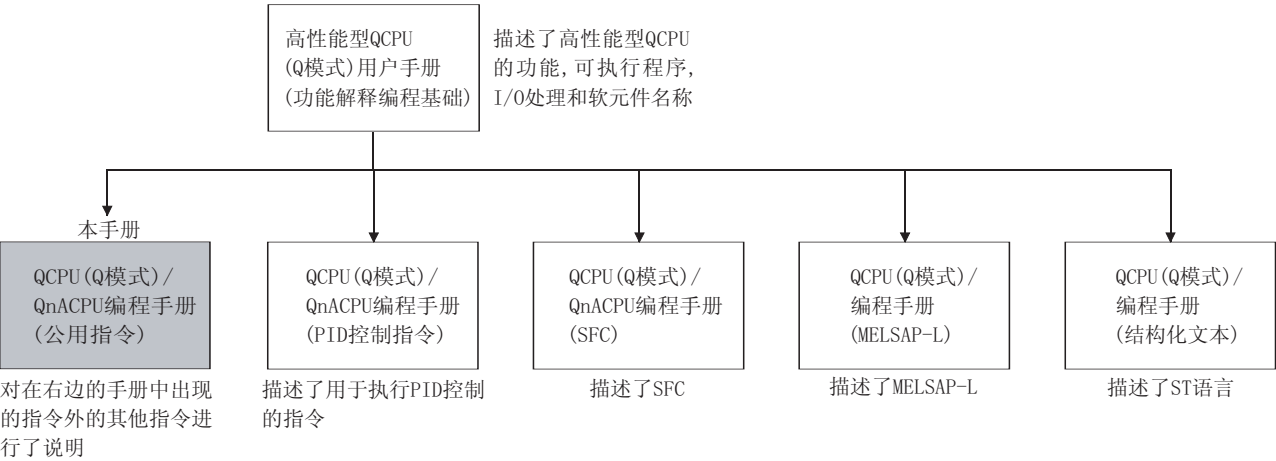 高性能型QCPU
(Q模式)用户手册
(功能解释编程基础)
描述了高性能型QCPU
的功能,可执行程序,
I/O处理和软元件名称
本手册
QCPU(Q模式)/
QnACPU编程手册
(公用指令)
对在右边的手册中出现
的指令外的其他指令进
行了说明
QCPU(Q模式)/
QnACPU编程手册
(PID控制指令)
描述了用于执行PID控制
的指令
QCPU(Q模式)/
QnACPU编程手册
(SFC)
描述了SFC
QCPU(Q模式)/
编程手册
(MELSAP-L)
描述了MELSAP-L
QCPU(Q模式)/
编程手册
(结构化文本)
描述了ST语言